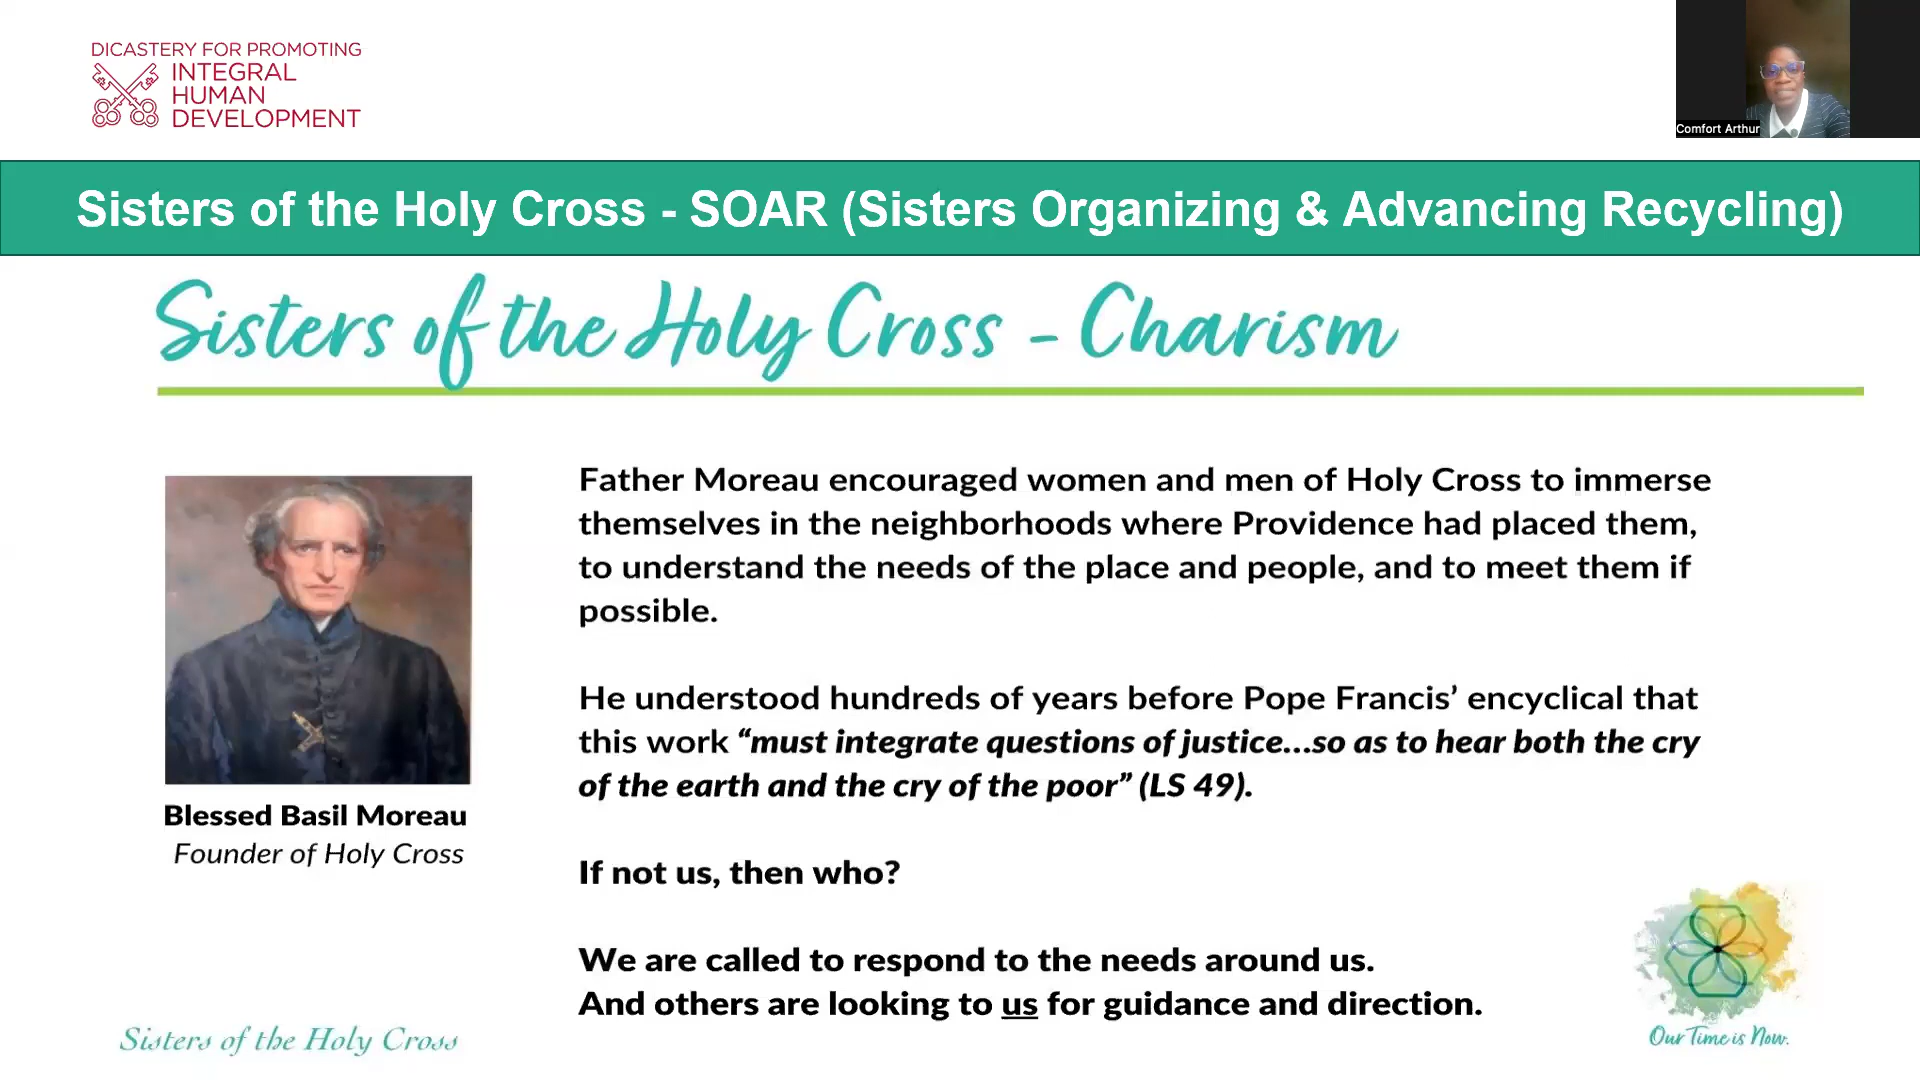 DICASTERY FOR PROMOTING
INTEGRAL
HUMAN
DEVELOPMENT
Comfort Arthur
Sisters of the Holy Cross - SOAR (Sisters Organizing & Advancing Recycling)
Sisters of the Holy Cross - Charism
Father Moreau encouraged women and men of Holy Cross to immerse
themselves in the neighborhoods where Providence had placed them,
to understand the needs of the place and people, and to meet them if
possible.
He understood hundreds of years before Pope Francis’ encyclical that
this work “must integrate questions of justice…so as to hear both the cry
of the earth and the cry of the poor” (LS 49).
If not us, then who?
We are called to respond to the needs around us.
And others are looking to us for guidance and direction.
Blessed Basil Moreau
Founder of Holy Cross
Sisters of the Holy Cross
Our Time is Now.